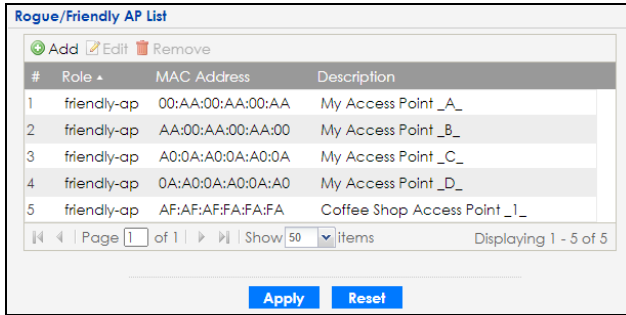 Rogue/Friendly AP List
Add Edit Remove
# Role MAC Address Description
1 friendly-ap 00:AA:00:AA:00:AA My Access Point _A_
2 friendly-ap AA:00:AA:00:AA:00 My Access Point _B_
3 friendly-ap A0:0A:A0:0A:A0:0A My Access Point _C_
4 friendly-ap 0A:A0:0A:A0:0A:A0 My Access Point _D_
5 friendly-ap AF:AF:AF:FA:FA:FA Coffee Shop Access Point _1_
Page 1 of 1 Show 50 items Displaying 1 - 5 of 5
Apply Reset